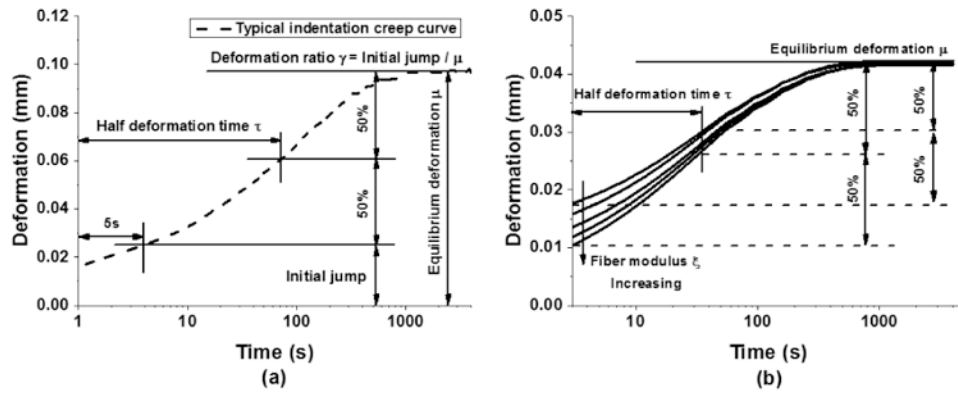 0.12
0.10
0.08
0.06
0.04
0.02
0.00
Deformation (mm)
Typical indentation creep curve
Deformation ratio γ = Initial jump / μ
Half deformation time τ
50%
50%
Equilibrium deformation μ
5s
Initial jump
1
10
100
1000
Time (s)
(a)
0.05
0.04
0.03
0.02
0.01
0.00
Deformation (mm)
Equilibrium deformation μ
Half deformation time τ
50%
50%
50%
50%
Fiber modulus ξ
Increasing
10
100
1000
Time (s)
(b)